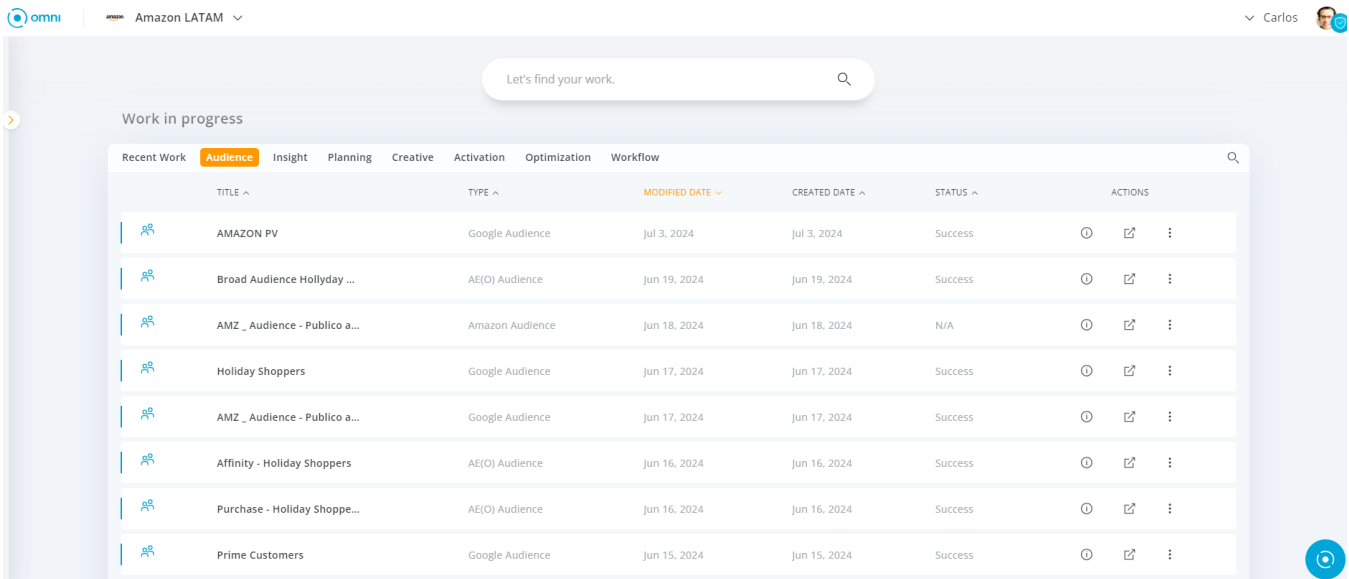 omni amazon Amazon LATAM Carlos
Let's find your work.
Work in progress
Recent Work Audience Insight Planning Creative Activation Optimization Workflow
TITLE TYPE MODIFIED DATE CREATED DATE STATUS ACTIONS
AMAZON PV Google Audience Jul 3, 2024 Jul 3, 2024 Success
Broad Audience Hollyday ... AE(O) Audience Jun 19, 2024 Jun 19, 2024 Success
AMZ _ Audience - Publico a... Amazon Audience Jun 18, 2024 Jun 18, 2024 N/A
Holiday Shoppers Google Audience Jun 17, 2024 Jun 17, 2024 Success
AMZ _ Audience - Publico a... Google Audience Jun 17, 2024 Jun 17, 2024 Success
Affinity - Holiday Shoppers AE(O) Audience Jun 16, 2024 Jun 16, 2024 Success
Purchase - Holiday Shoppe... AE(O) Audience Jun 16, 2024 Jun 16, 2024 Success
Prime Customers Google Audience Jun 15, 2024 Jun 15, 2024 Success